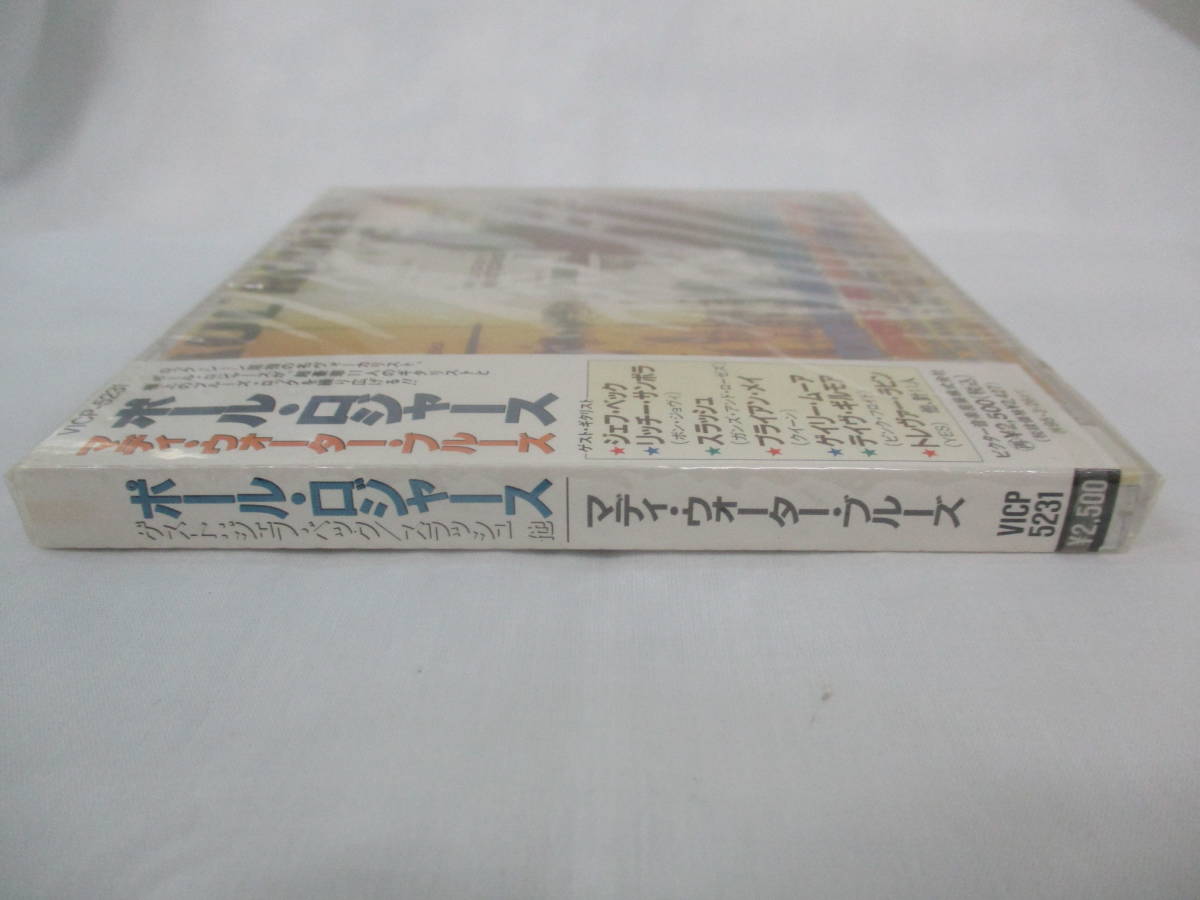 VICP-5231
ポール・ロジャース
マディ・ウォーター・ブルース
ゲスト・ギタリスト
★ジェフ・ベック
★リッチー・サンボラ
(ボン・ジョヴィ)
★スラッシュ
(ガンズ・アンド・ローゼズ)
★ブライアン・メイ
(クイーン)
★ゲイリー・ムーア
★デイヴ・ギルモア
(ピンク・フロイド)
★トレヴァー・ラビン
(YES)
ポール・ロジャース
ゲスト:ジェフ・ベック/スラッシュ 他
マディ・ウォーター・ブルース
VICP
5231
¥2,500